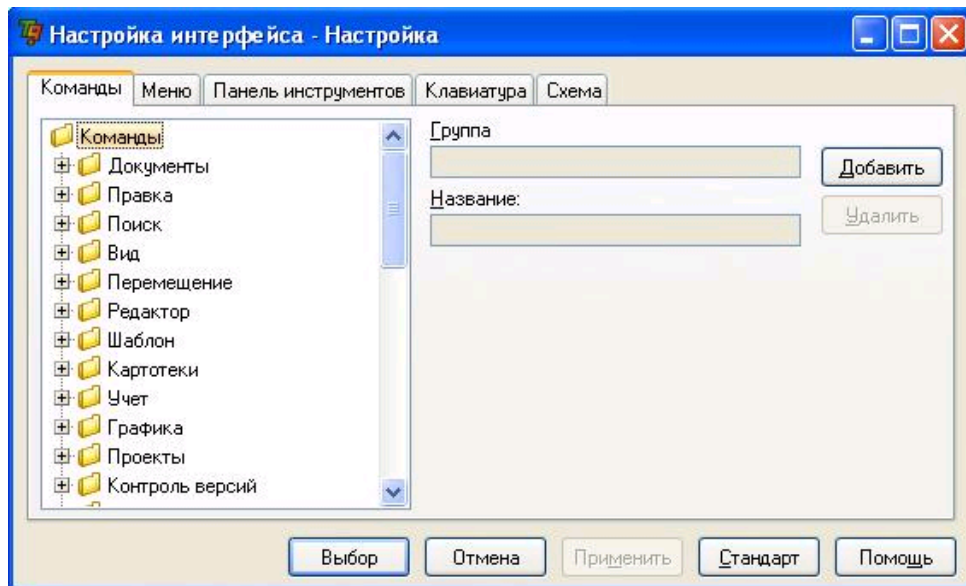 Настройка интерфейса - Настройка
Команды Меню Панель инструментов Клавиатура Схема
Команды
Документы
Правка
Поиск
Вид
Перемещение
Редактор
Шаблон
Картотеки
Учет
Графика
Проекты
Контроль версий
Группа
Название:
Добавить
Удалить
Выбор Отмена Применить Стандарт Помощь